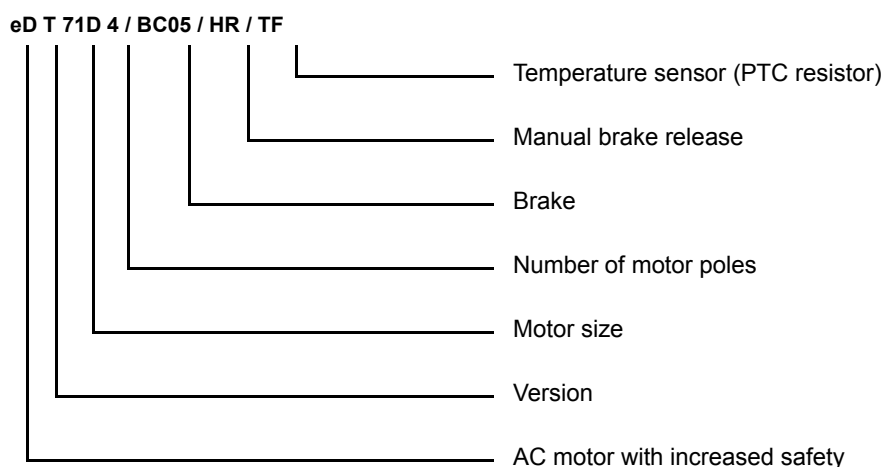 eD T 71D 4 / BC05 / HR / TF
Temperature sensor (PTC resistor)
Manual brake release
Brake
Number of motor poles
Motor size
Version
AC motor with increased safety